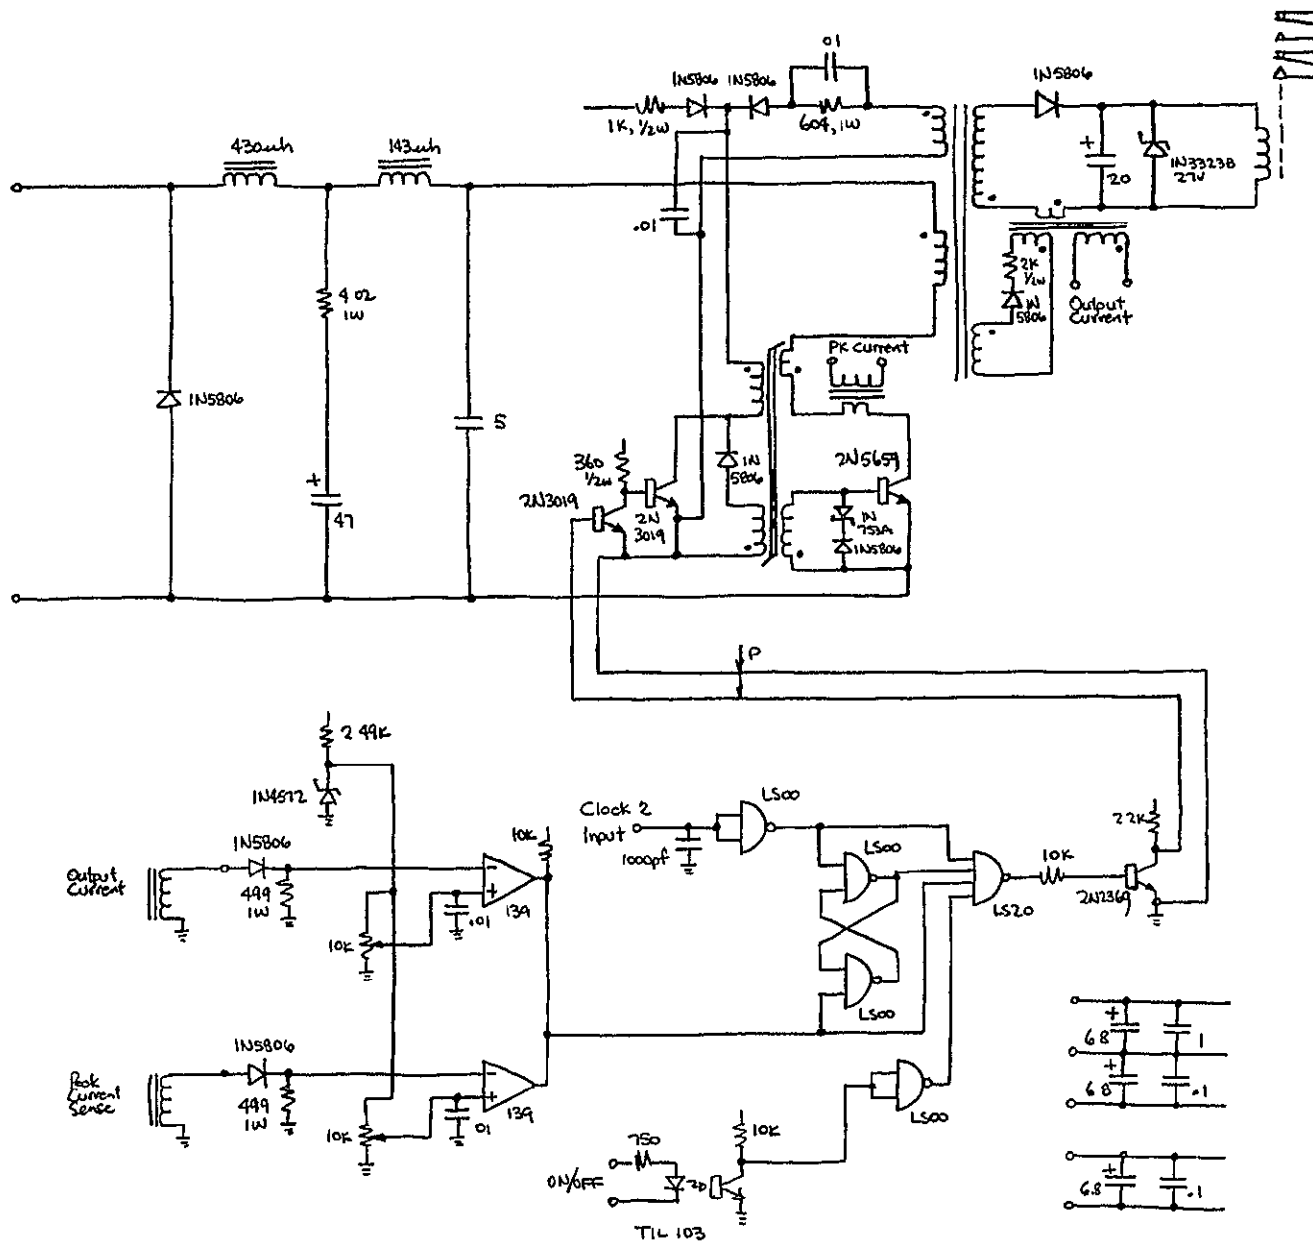 .01
1N5806
1N5806
1N5806
1K, 1/2W
604, 1W
430uh
143uh
+
20
1N3323B
27V
.01
2K
1/2W
1N
5806
Output
Current
4 02
1W
PK Current
1N5806
5
1N
5806
2N5659
360
1/2W
2N3019
2N
3019
1N
753A
1N5806
+
47
P
2 49K
1N4572
Clock 2
Input
LS00
1000pf
10K
22K
1N5806
LS00
10K
Output
Current
499
1W
-
+
139
.01
10K
LS20
2N2369
LS00
1N5806
+
68
1
Peak
Current
Sense
499
1W
-
+
139
01
10K
LS00
+
68
.1
10K
750
ON/OFF
TIL 103
+
6.8
.1